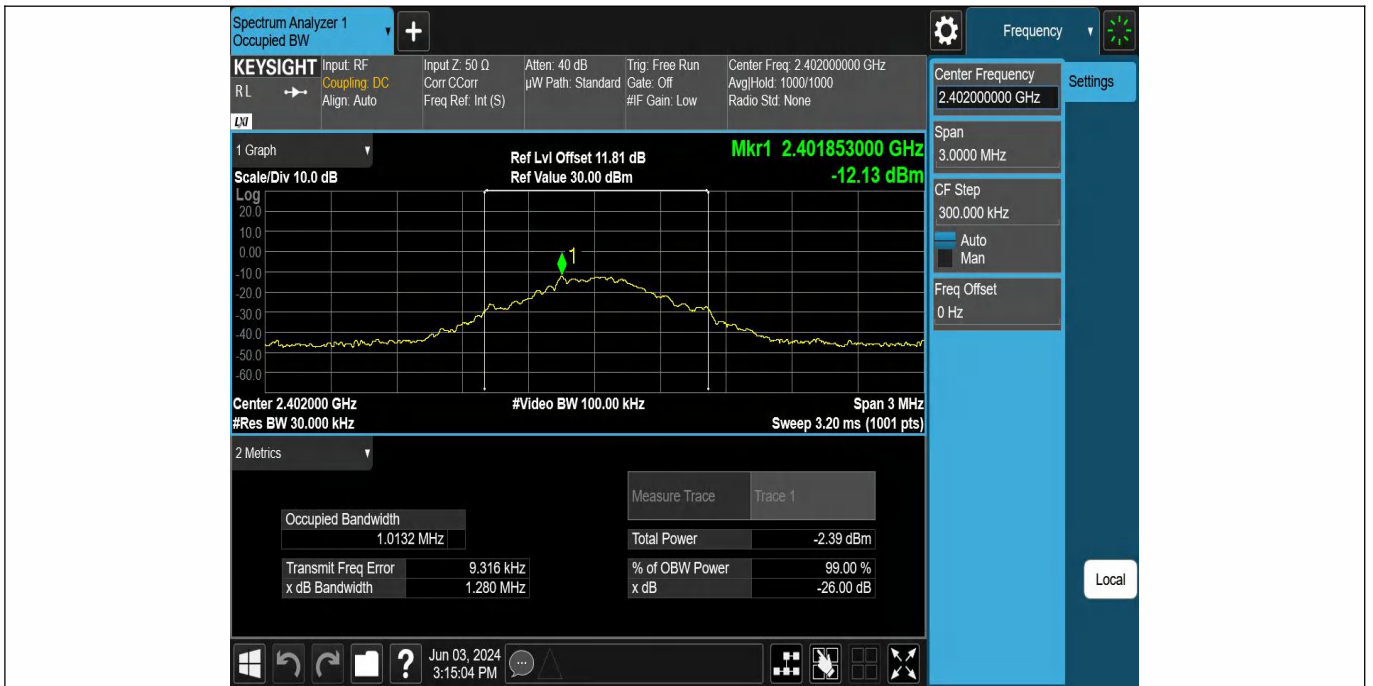 Spectrum Analyzer 1
Occupied BW
Frequency
KEYSIGHT
RL
LXI
Input: RF
Coupling: DC
Align: Auto
Input Z: 50 Ω
Corr CCorr
Freq Ref: Int (S)
Atten: 40 dB
µW Path: Standard
Trig: Free Run
Gate: Off
#IF Gain: Low
Center Freq: 2.402000000 GHz
Avg|Hold: 1000/1000
Radio Std: None
Center Frequency
2.402000000 GHz
Settings
Span
3.0000 MHz
CF Step
300.000 kHz
Auto
Man
Freq Offset
0 Hz
Local
1 Graph
Scale/Div 10.0 dB
Ref Lvl Offset 11.81 dB
Ref Value 30.00 dBm
Mkr1 2.401853000 GHz
-12.13 dBm
Log
20.0
10.0
0.00
-10.0
-20.0
-30.0
-40.0
-50.0
-60.0
1
Center 2.402000 GHz
#Video BW 100.00 kHz
Span 3 MHz
#Res BW 30.000 kHz
Sweep 3.20 ms (1001 pts)
2 Metrics
Measure Trace Trace 1
Occupied Bandwidth
1.0132 MHz
Total Power -2.39 dBm
Transmit Freq Error 9.316 kHz
% of OBW Power 99.00 %
x dB Bandwidth 1.280 MHz
x dB -26.00 dB
?
Jun 03, 2024
3:15:04 PM